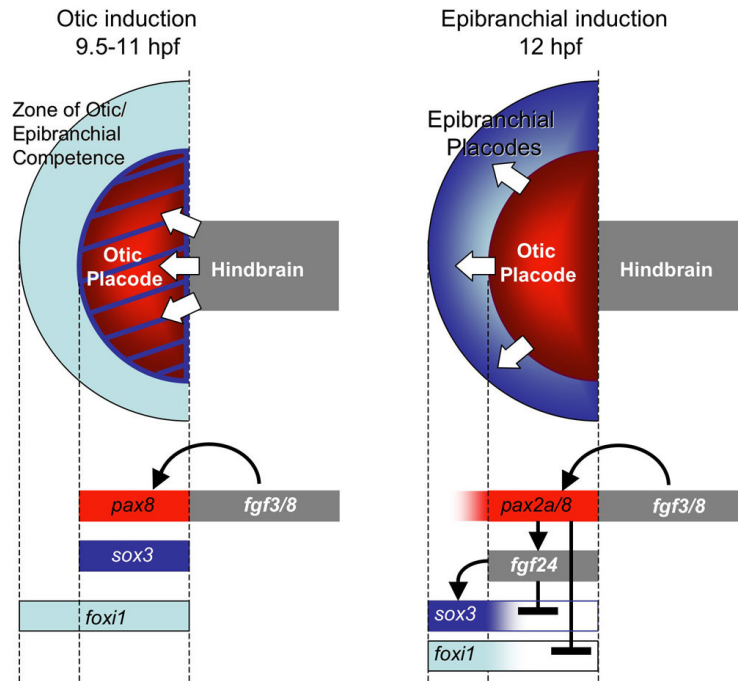 Otic induction
9.5-11 hpf
Zone of Otic/
Epibranchial
Competence
Otic
Placode
Hindbrain
pax8
fgf3/8
sox3
foxi1
Epibranchial induction
12 hpf
Epibranchial
Placodes
Otic
Placode
Hindbrain
pax2a/8
fgf3/8
fgf24
sox3
foxi1